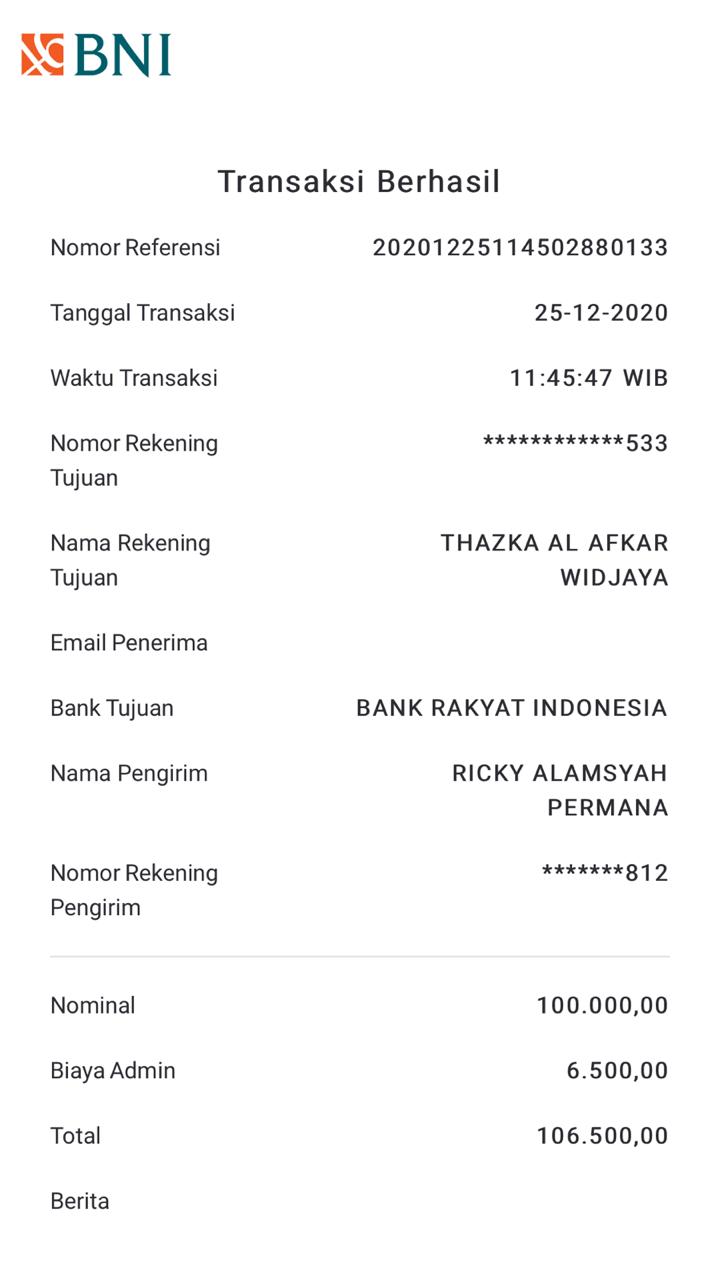 BNI
Transaksi Berhasil
Nomor Referensi 20201225114502880133
Tanggal Transaksi 25-12-2020
Waktu Transaksi 11:45:47 WIB
Nomor Rekening ************533
Tujuan
Nama Rekening THAZKA AL AFKAR
Tujuan WIDJAYA
Email Penerima
Bank Tujuan BANK RAKYAT INDONESIA
Nama Pengirim RICKY ALAMSYAH
PERMANA
Nomor Rekening *******812
Pengirim
Nominal 100.000,00
Biaya Admin 6.500,00
Total 106.500,00
Berita